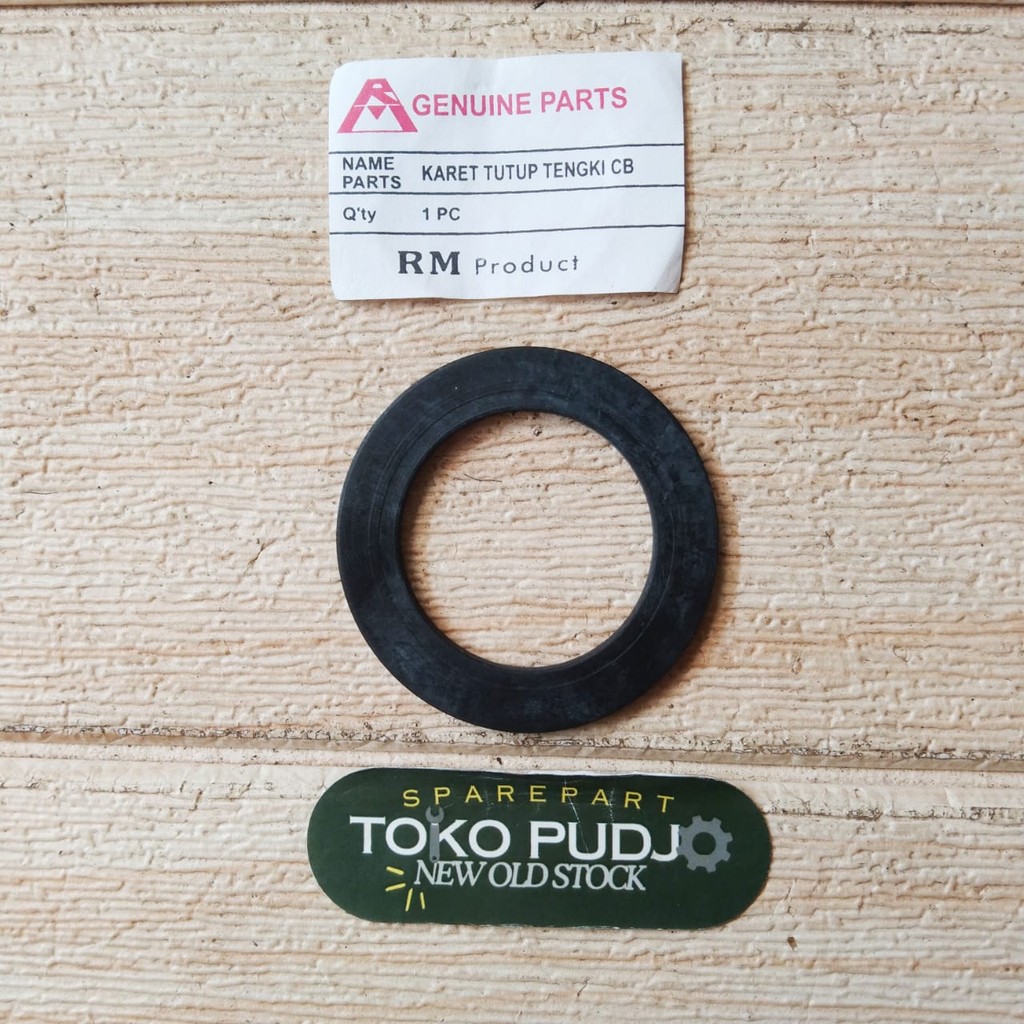 RM GENUINE PARTS
NAME PARTS KARET TUTUP TENGKI CB
Q'ty 1 PC
RM Product
SPAREPART
TOKO PUDJO
NEW OLD STOCK